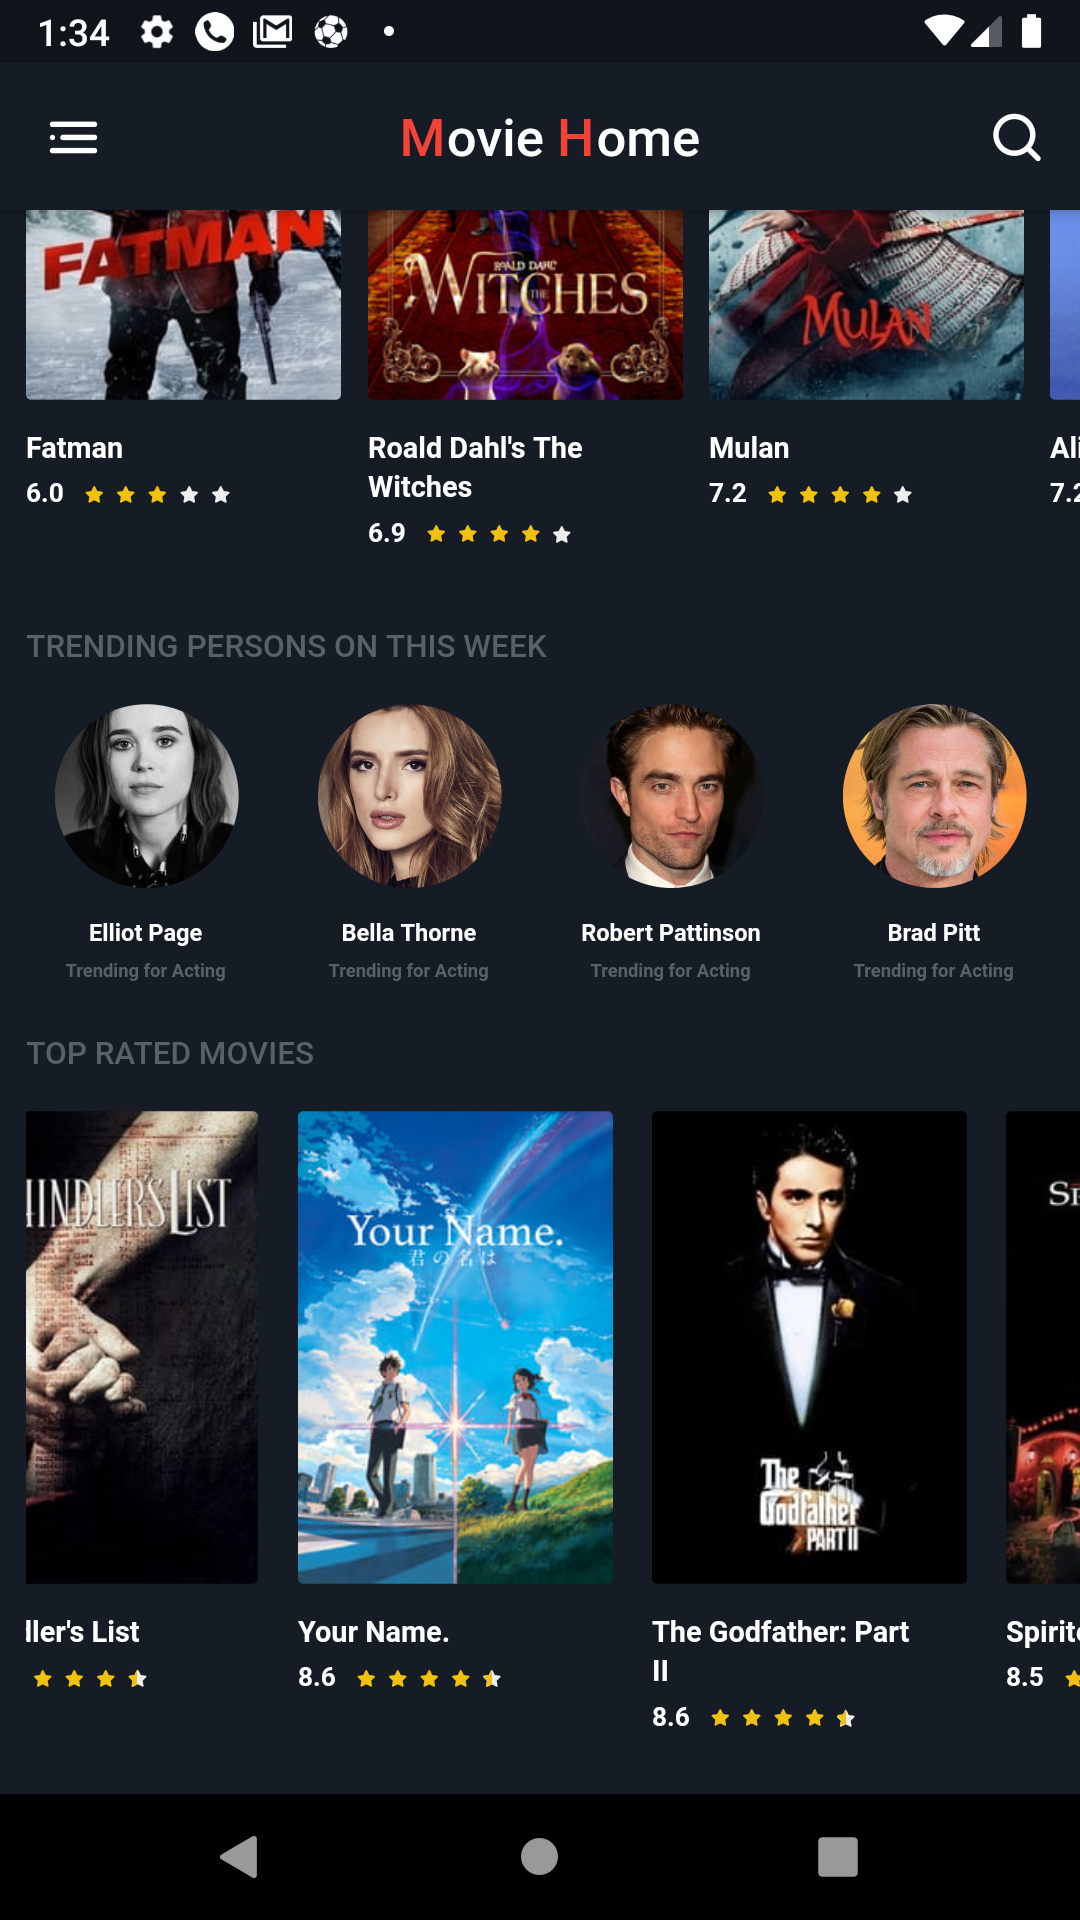 1:34
Movie Home
FATMAN
ROALD DAHL'S
THE
WITCHES
MULAN
Fatman
Roald Dahl's The
Witches
Mulan
Ali
6.0
7.2
7.2
6.9
TRENDING PERSONS ON THIS WEEK
Elliot Page
Bella Thorne
Robert Pattinson
Brad Pitt
Trending for Acting
Trending for Acting
Trending for Acting
Trending for Acting
TOP RATED MOVIES
HINDLER'S LIST
Your Name.
君の名は
The
Godfather
PART II
SP
ller's List
Your Name.
The Godfather: Part
II
Spirite
8.6
8.5
8.6